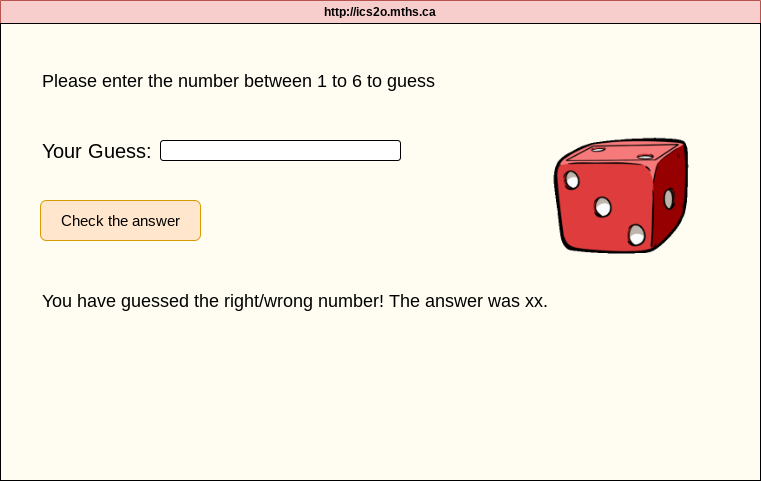 http://ics2o.mths.ca
Please enter the number between 1 to 6 to guess
Your Guess:
Check the answer
You have guessed the right/wrong number! The answer was xx.